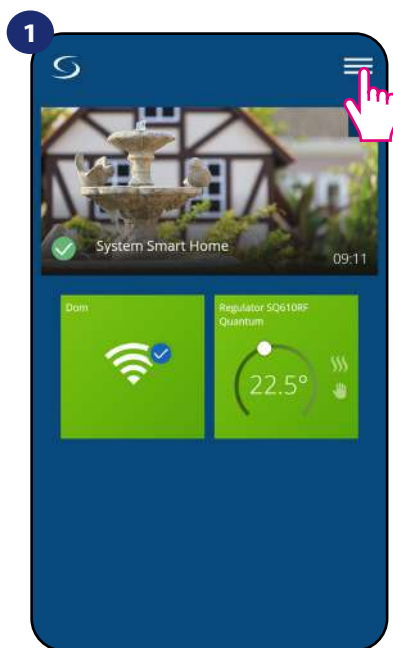 1
System Smart Home
09:11
Dom
Regulator SQ610RF
Quantum
22.5°